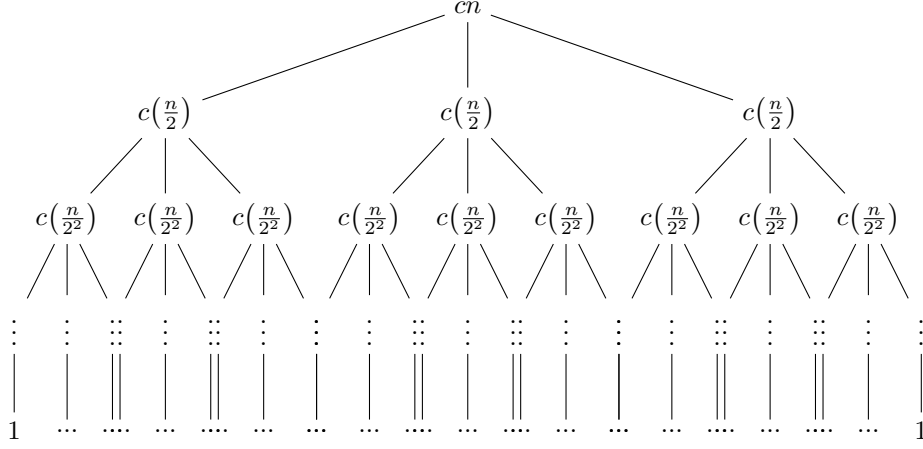 cn
c(n/2) c(n/2) c(n/2)
c(n/2²) c(n/2²) c(n/2²) c(n/2²) c(n/2²) c(n/2²) c(n/2²) c(n/2²) c(n/2²)
1 ... ... ... ... ... ... ... ... ... ... ... ... ... ... ... ... ... 1